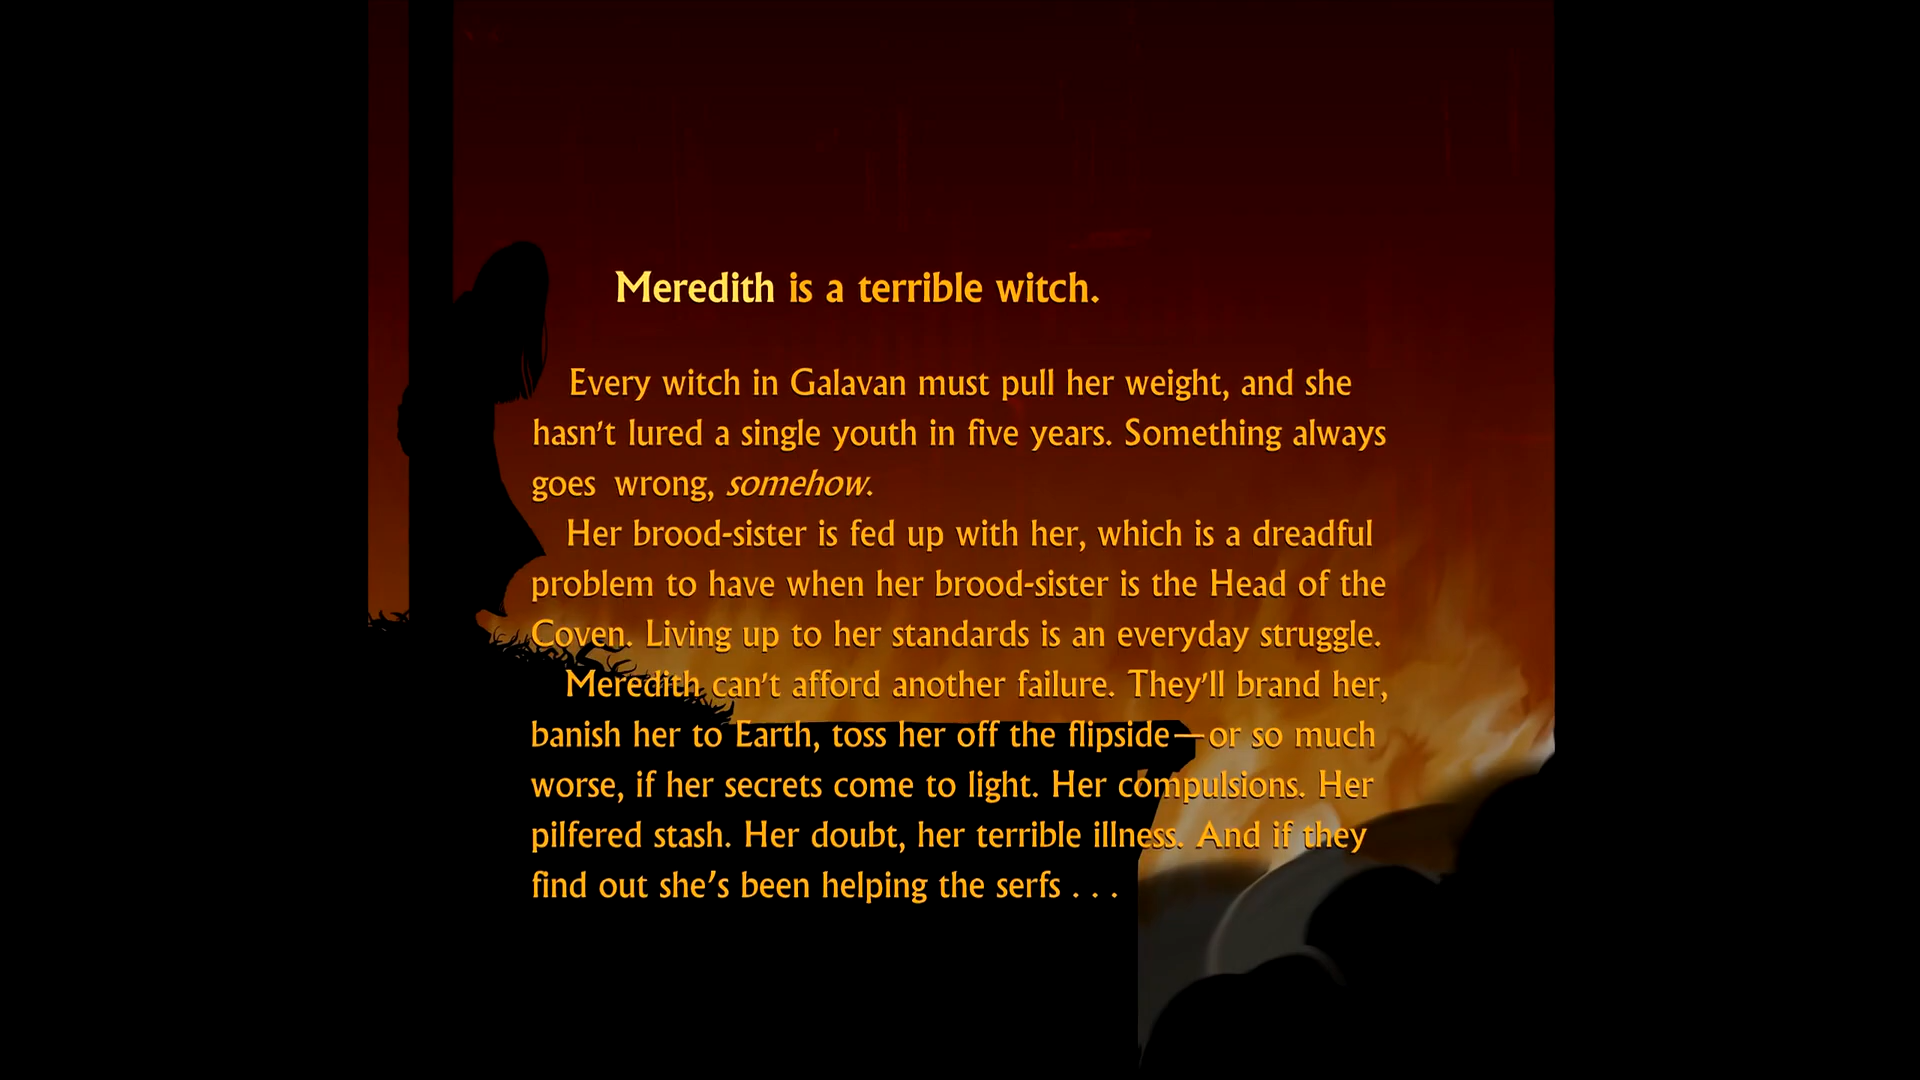 Meredith is a terrible witch.
Every witch in Galavan must pull her weight, and she
hasn't lured a single youth in five years. Something always
goes wrong, somehow.
Her brood-sister is fed up with her, which is a dreadful
problem to have when her brood-sister is the Head of the
Coven. Living up to her standards is an everyday struggle.
Meredith can't afford another failure. They'll brand her,
banish her to Earth, toss her off the flipside—or so much
worse, if her secrets come to light. Her compulsions. Her
pilfered stash. Her doubt, her terrible illness. And if they
find out she's been helping the serfs . . .